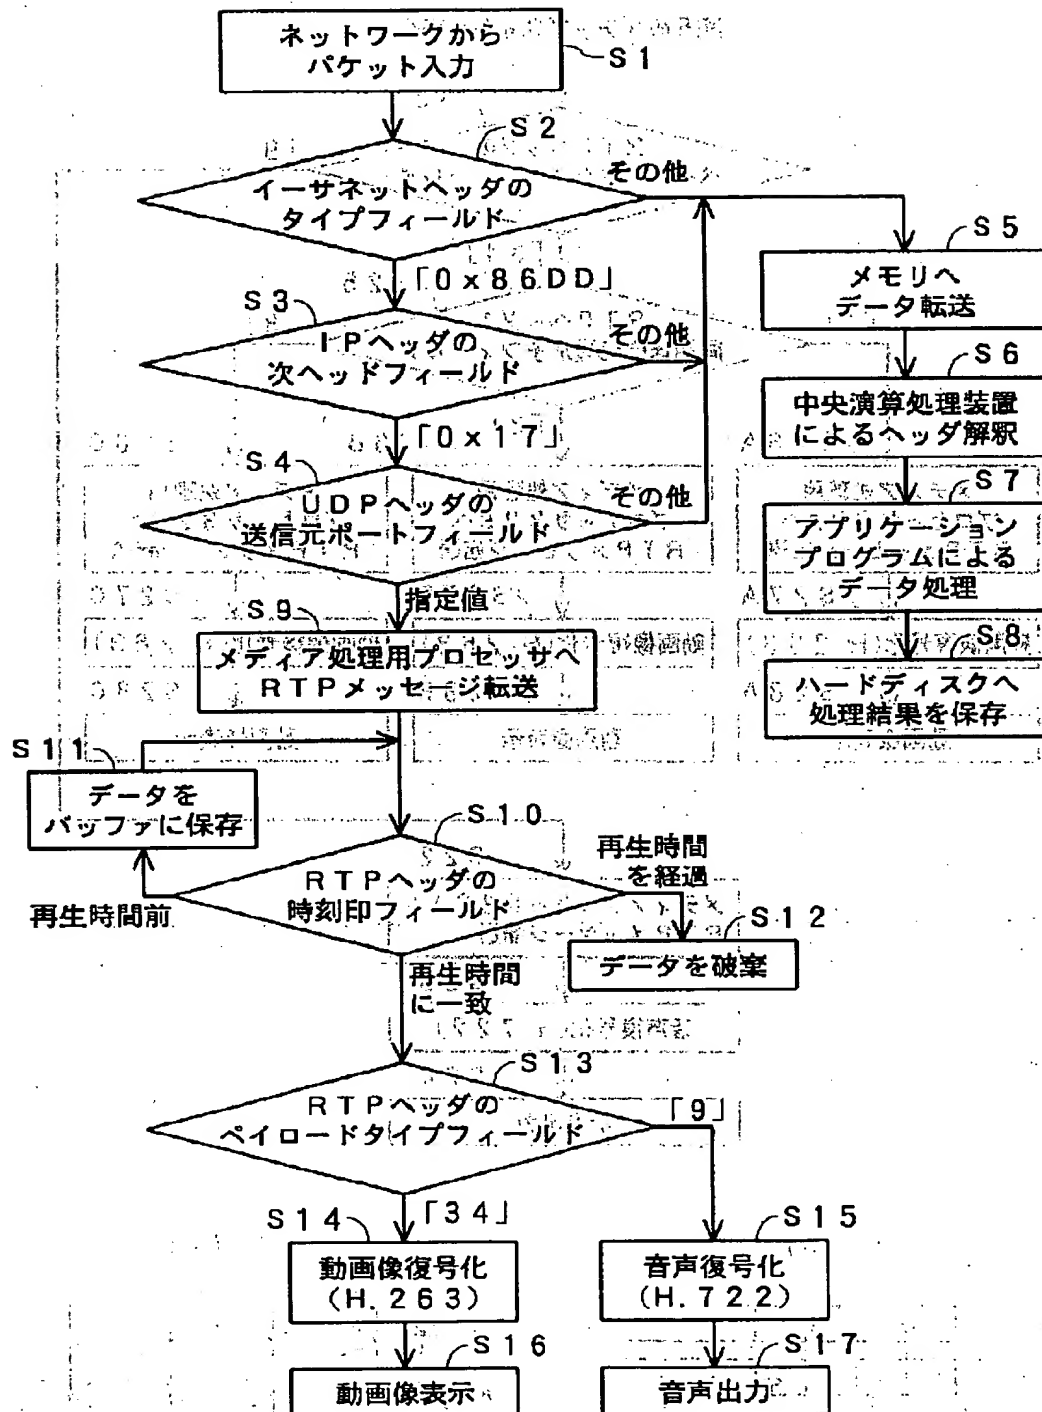 ネットワークから
パケット入力
S1
S2
イーサネットヘッダの
タイプフィールド
その他
「0x86DD」
S3
IPヘッダの
次ヘッドフィールド
その他
「0x17」
S4
UDPヘッダの
送信元ポートフィールド
その他
指定値
S5
メモリへ
データ転送
S6
中央演算処理装置
によるヘッダ解釈
S7
アプリケーション
プログラムによる
データ処理
S8
ハードディスクへ
処理結果を保存
S9
メディア処理用プロセッサへ
RTPメッセージ転送
S11
データを
バッファに保存
S10
RTPヘッダの
時刻印フィールド
再生時間前
再生時間
を経過
S12
データを破棄
再生時間
に一致
S13
RTPヘッダの
ペイロードタイプフィールド
「9」
「34」
S14
動画像復号化
(H.263)
S15
音声復号化
(H.722)
S16
動画像表示
S17
音声出力